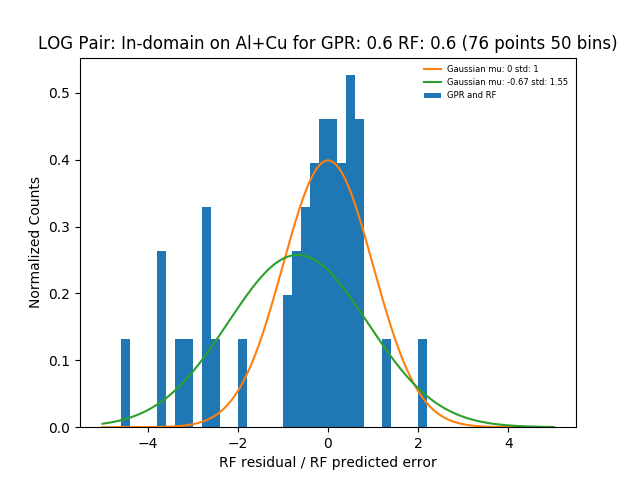 LOG Pair: In-domain on Al+Cu for GPR: 0.6 RF: 0.6 (76 points 50 bins)
Gaussian mu: 0 std: 1
Gaussian mu: -0.67 std: 1.55
GPR and RF
Normalized Counts
0.5
0.4
0.3
0.2
0.1
0.0
−4 −2 0 2 4
RF residual / RF predicted error